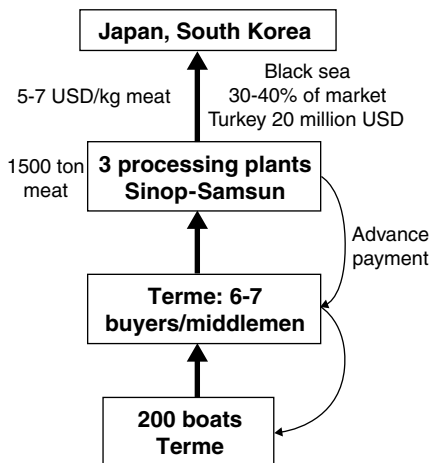 Japan, South Korea
5-7 USD/kg meat
Black sea
30-40% of market
Turkey 20 million USD
1500 ton
meat
3 processing plants
Sinop-Samsun
Advance
payment
Terme: 6-7
buyers/middlemen
200 boats
Terme